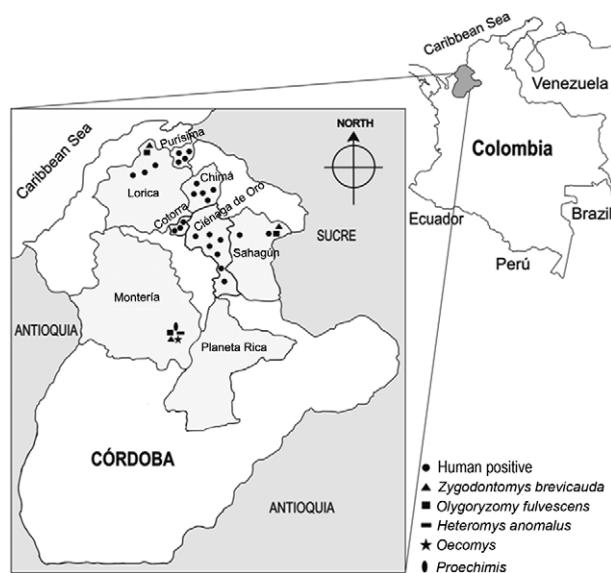 Caribbean Sea
Venezuela
Colombia
Ecuador
Brazil
Perú
Caribbean Sea
Purísima
NORTH
Lorica
Chimá
Cotorra
Ciénaga de Oro
SUCRE
Sahagún
Montería
ANTIOQUIA
Planeta Rica
CÓRDOBA
ANTIOQUIA
Human positive
Zygodontomys brevicauda
Olygoryzomy fulvescens
Heteromys anomalus
Oecomys
Proechimis